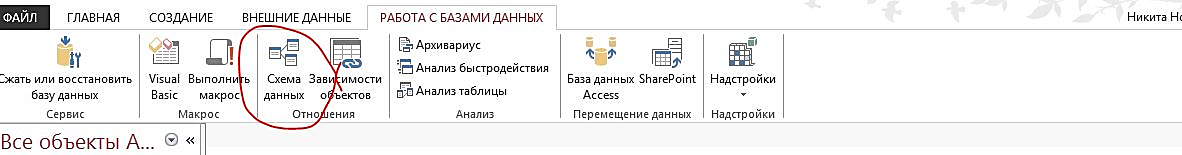 ФАЙЛ ГЛАВНАЯ СОЗДАНИЕ ВНЕШНИЕ ДАННЫЕ РАБОТА С БАЗАМИ ДАННЫХ Никита Но
Сжать или восстановить базу данных
Visual Basic
Выполнить макрос
Схема данных
Зависимости объектов
Архивариус
Анализ быстродействия
Анализ таблицы
База данных Access
SharePoint
Надстройки
Сервис Макрос Отношения Анализ Перемещение данных Надстройки
Все объекты A... «